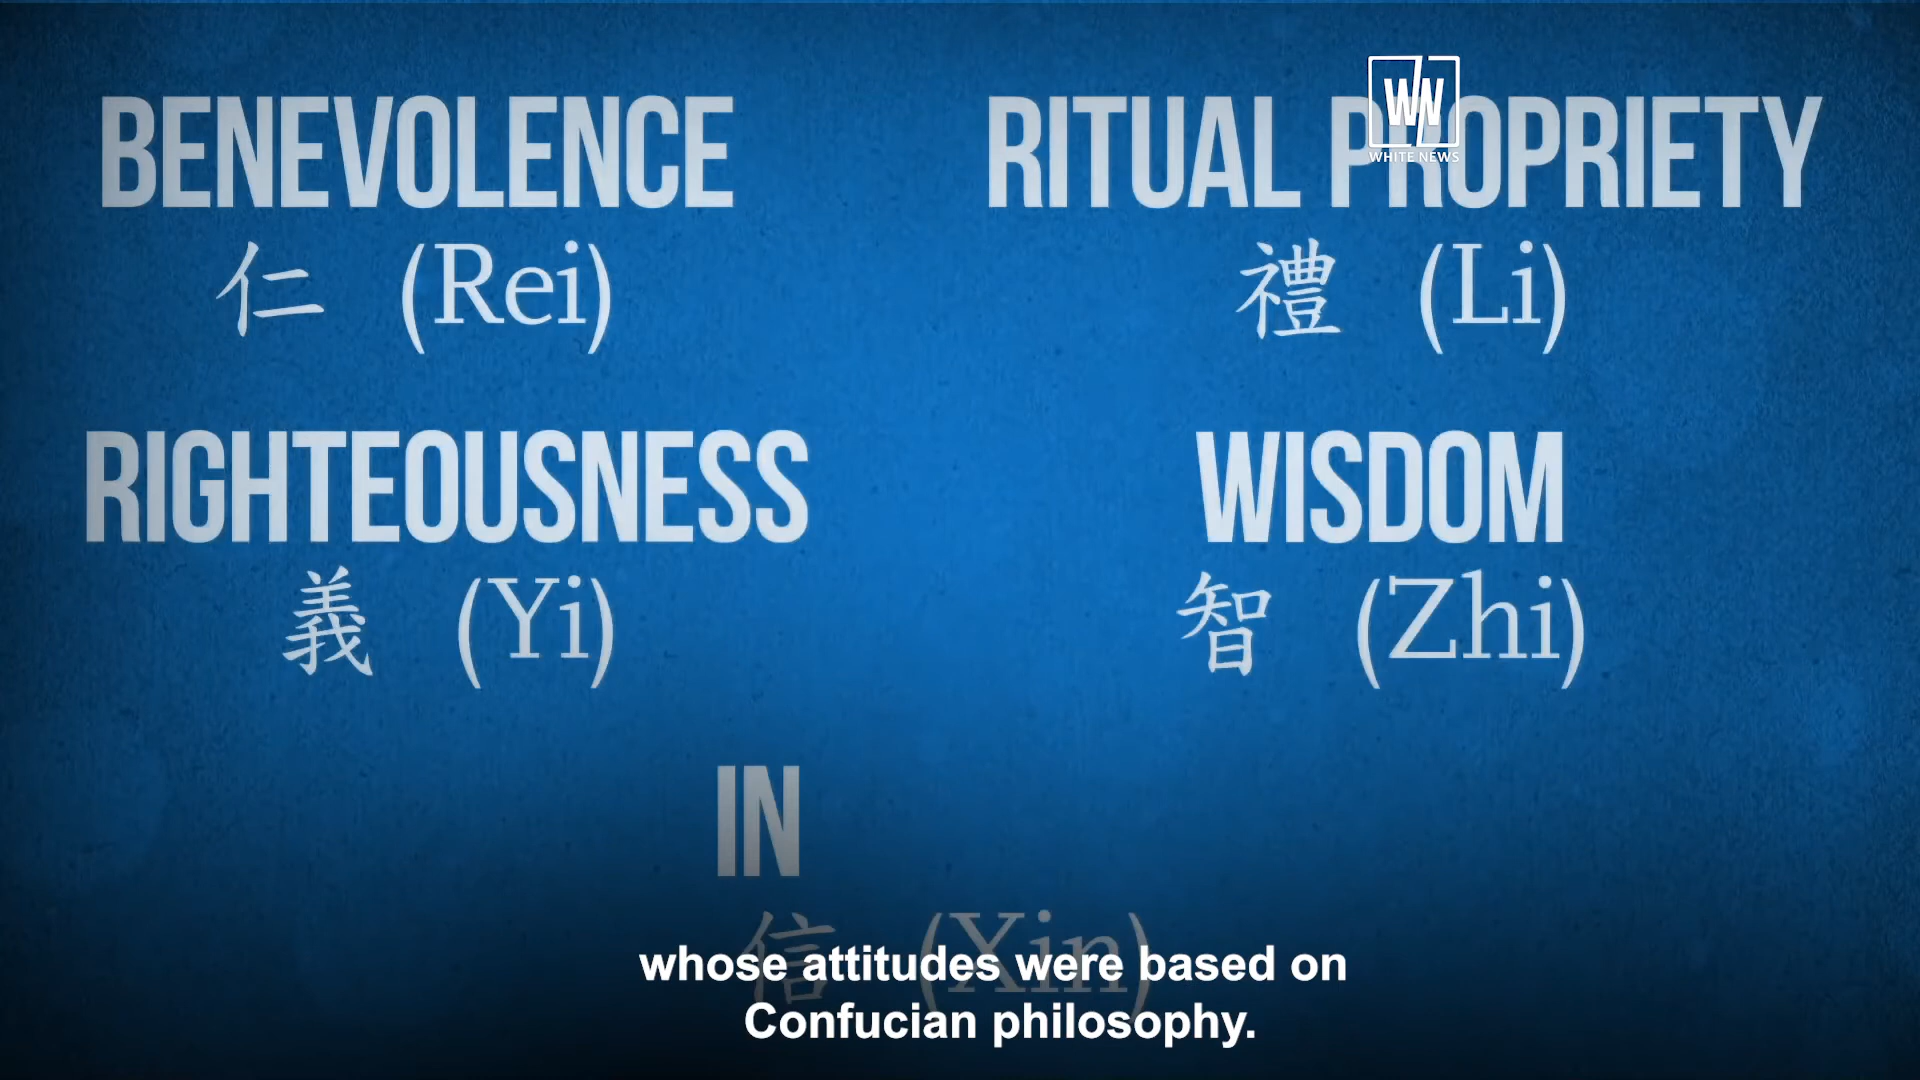 WN
WHITE NEWS
BENEVOLENCE
仁 (Rei)
RITUAL PROPRIETY
禮 (Li)
RIGHTEOUSNESS
義 (Yi)
WISDOM
智 (Zhi)
IN
信 (Xin)
whose attitudes were based on
Confucian philosophy.